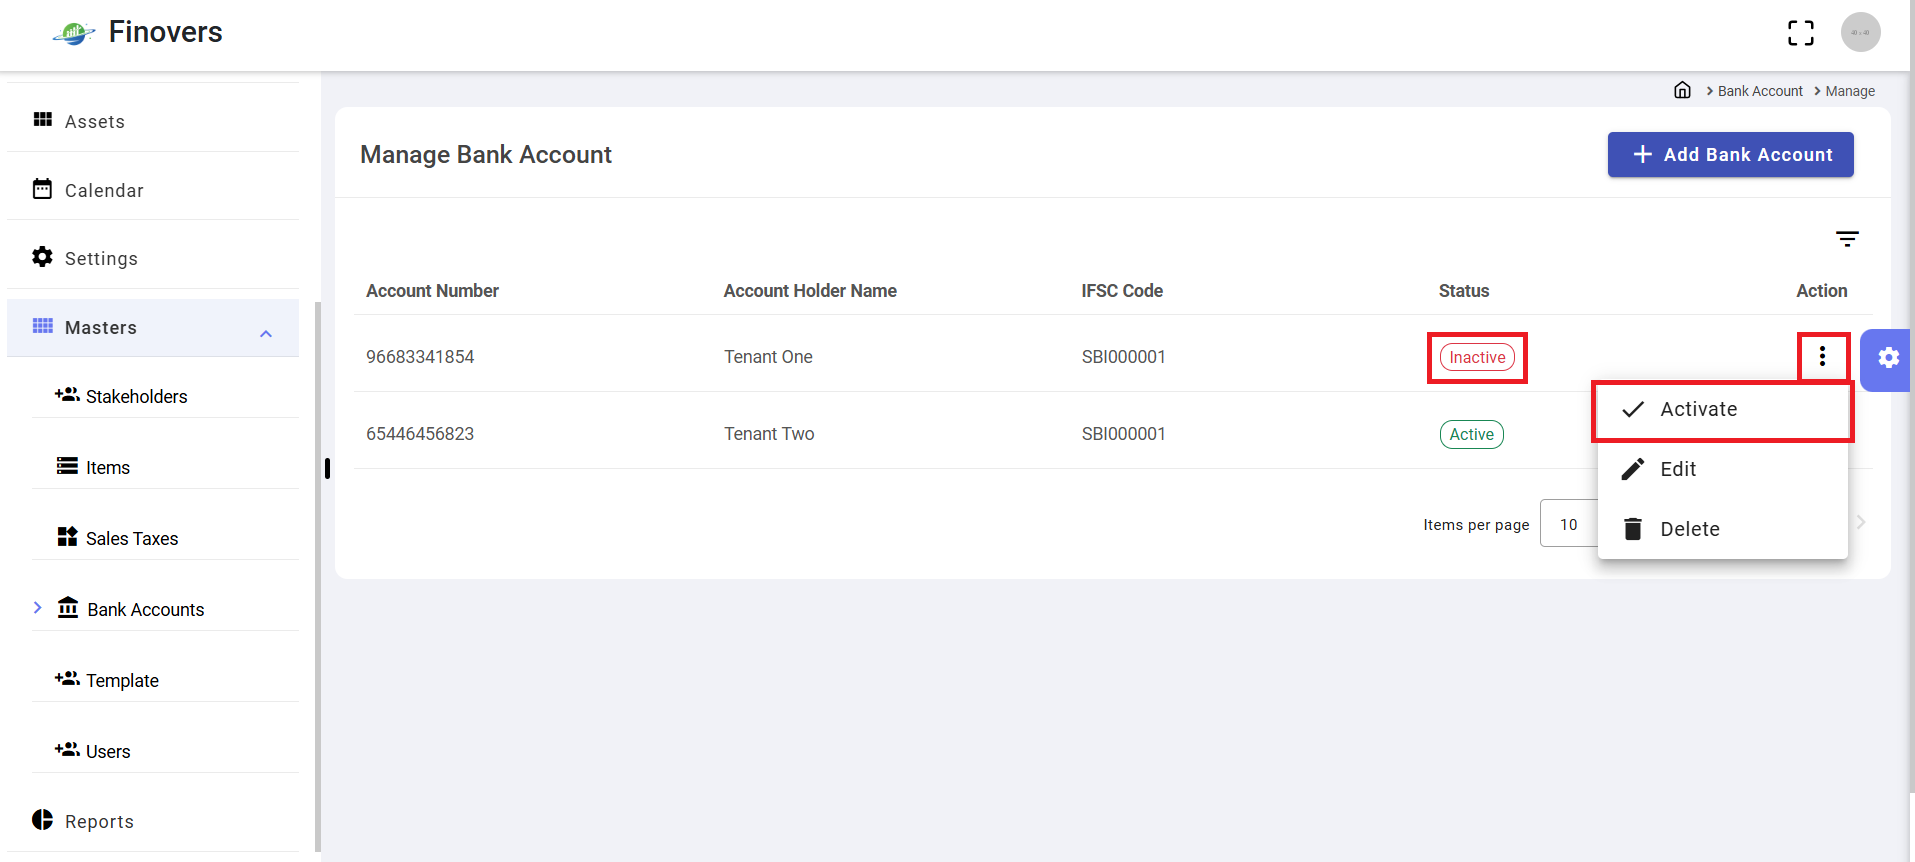 Finovers
Bank Account
Manage
Assets
Calendar
Settings
Masters
Stakeholders
Items
Sales Taxes
Bank Accounts
Template
Users
Reports
Manage Bank Account
Add Bank Account
Account Number Account Holder Name IFSC Code Status Action
96683341854 Tenant One SBI000001 Inactive
65446456823 Tenant Two SBI000001 Active
Activate
Edit
Delete
Items per page 10